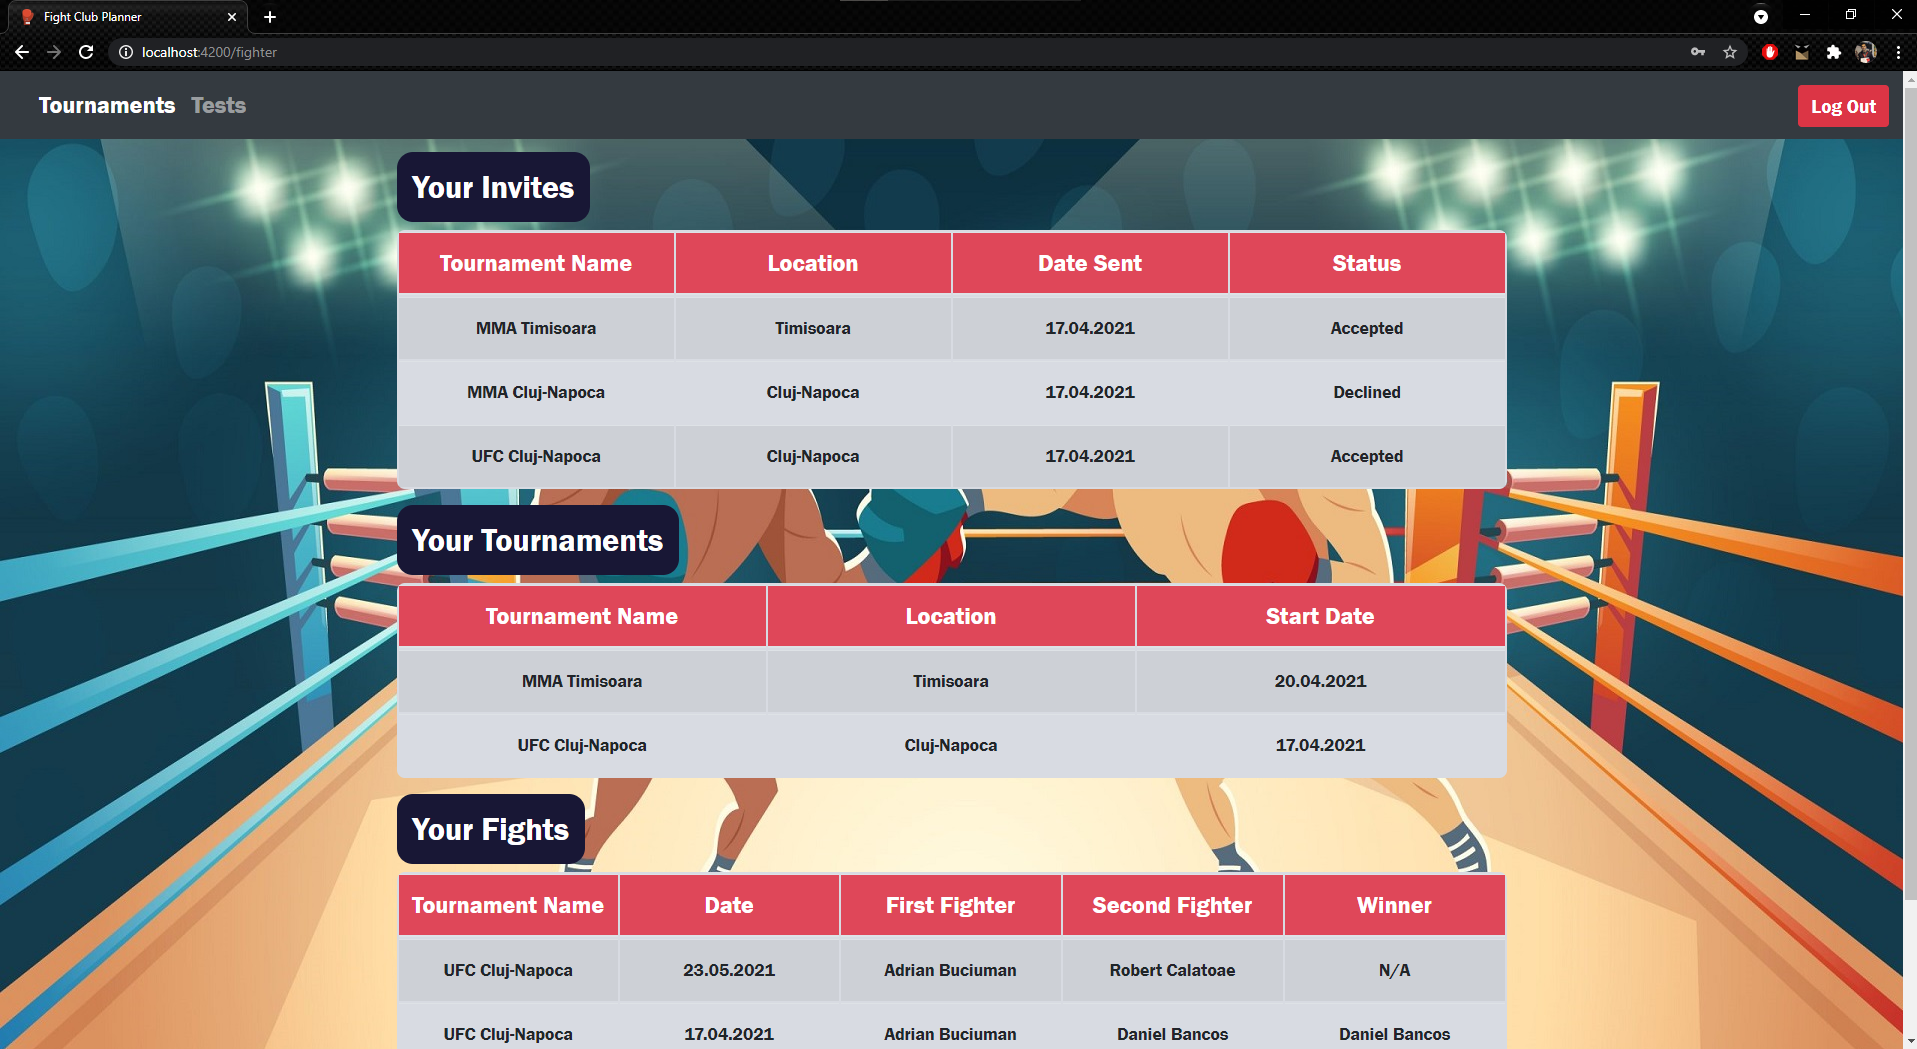 Fight Club Planner
localhost:4200/fighter
Tournaments Tests Log Out
Your Invites
Tournament Name Location Date Sent Status
MMA Timisoara Timisoara 17.04.2021 Accepted
MMA Cluj-Napoca Cluj-Napoca 17.04.2021 Declined
UFC Cluj-Napoca Cluj-Napoca 17.04.2021 Accepted
Your Tournaments
Tournament Name Location Start Date
MMA Timisoara Timisoara 20.04.2021
UFC Cluj-Napoca Cluj-Napoca 17.04.2021
Your Fights
Tournament Name Date First Fighter Second Fighter Winner
UFC Cluj-Napoca 23.05.2021 Adrian Buciuman Robert Calatoae N/A
UFC Cluj-Napoca 17.04.2021 Adrian Buciuman Daniel Bancos Daniel Bancos